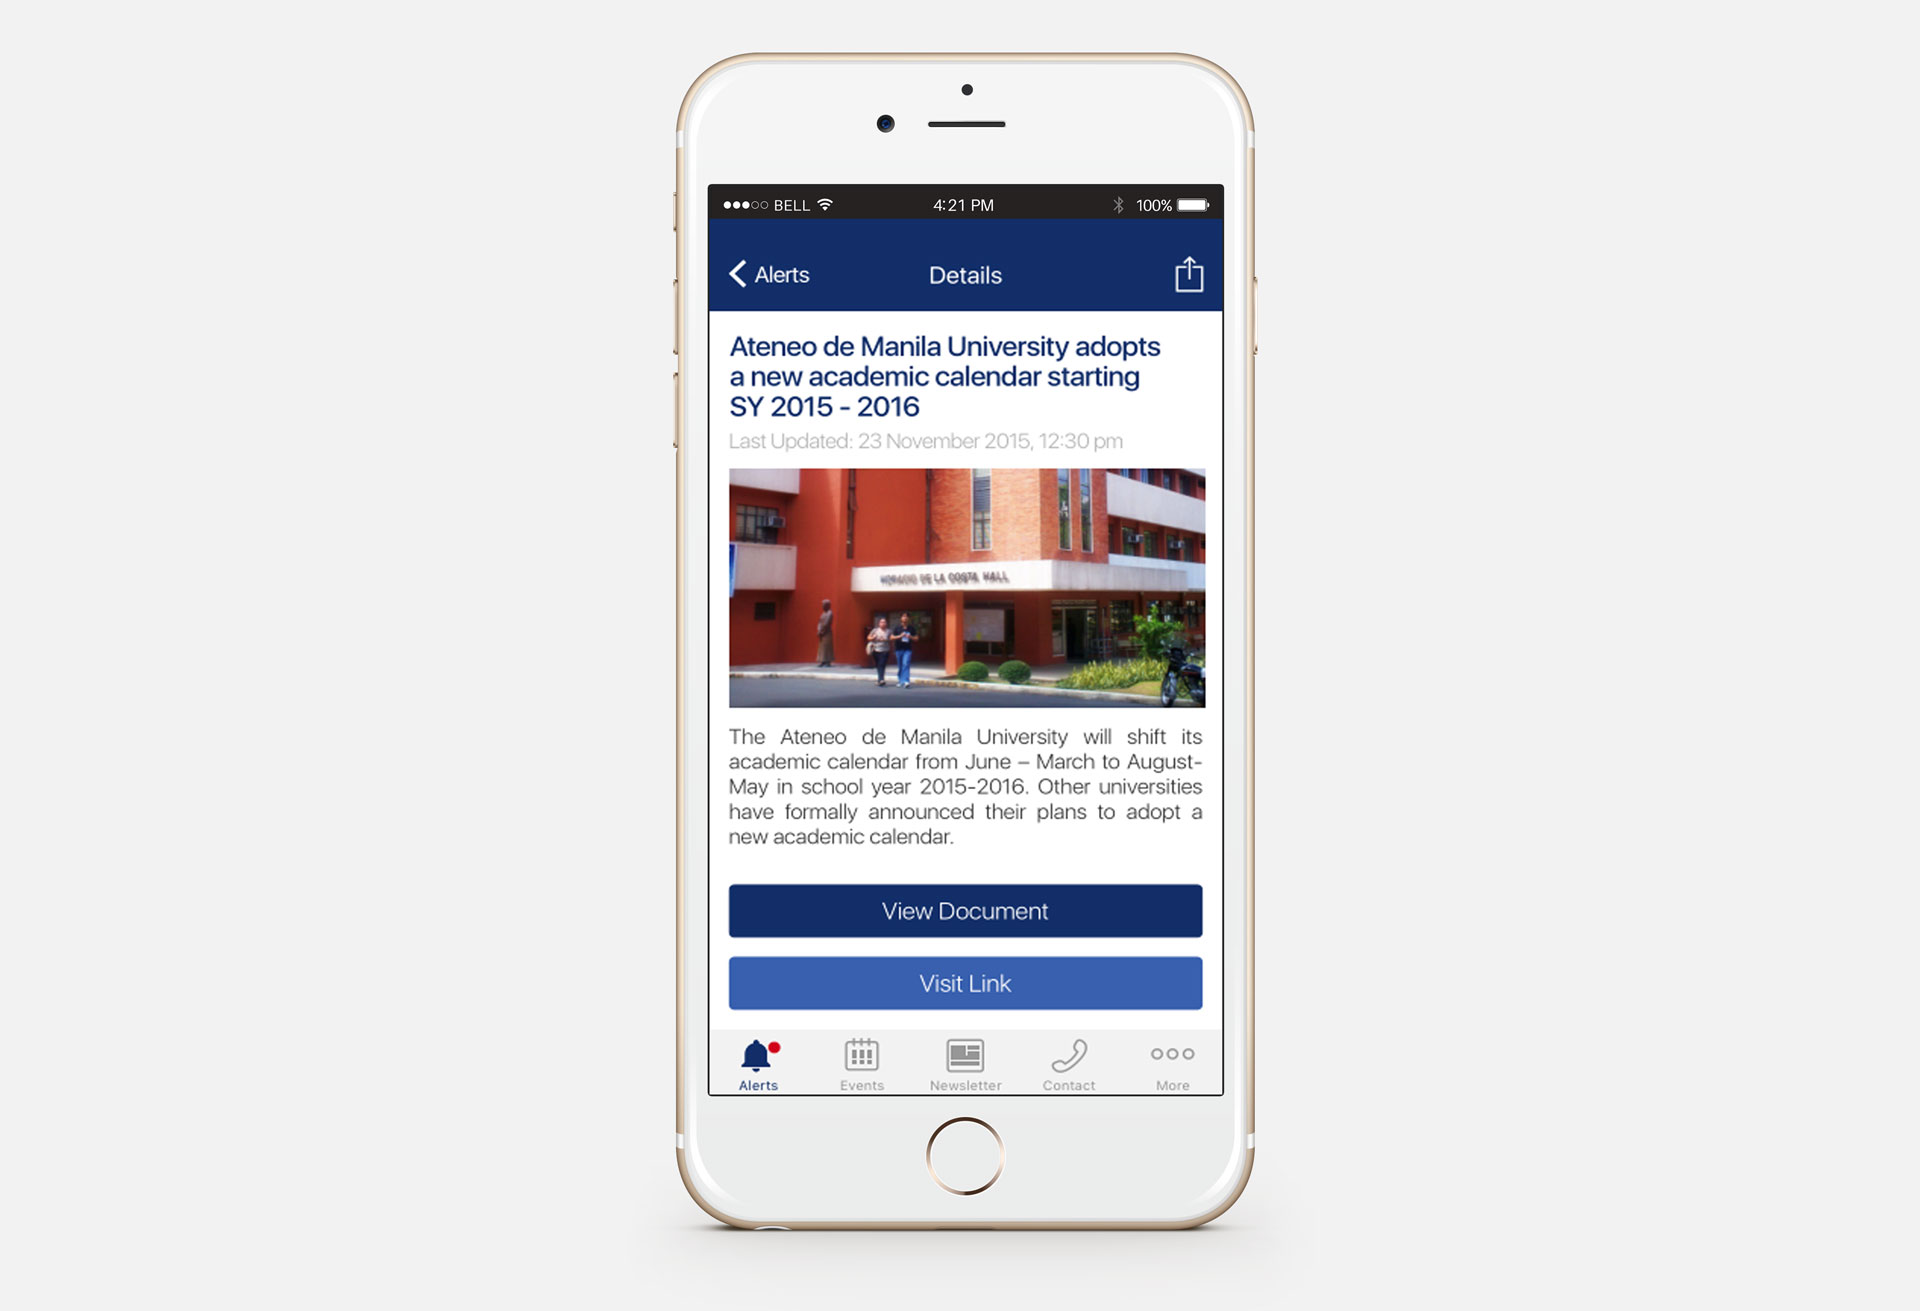 BELL 4:21 PM 100%
Alerts Details
Ateneo de Manila University adopts
a new academic calendar starting
SY 2015 - 2016
Last Updated: 23 November 2015, 12:30 pm
HORACIO DE LA COSTA HALL
The Ateneo de Manila University will shift its
academic calendar from June – March to August-
May in school year 2015-2016. Other universities
have formally announced their plans to adopt a
new academic calendar.
View Document
Visit Link
Alerts Events Newsletter Contact More